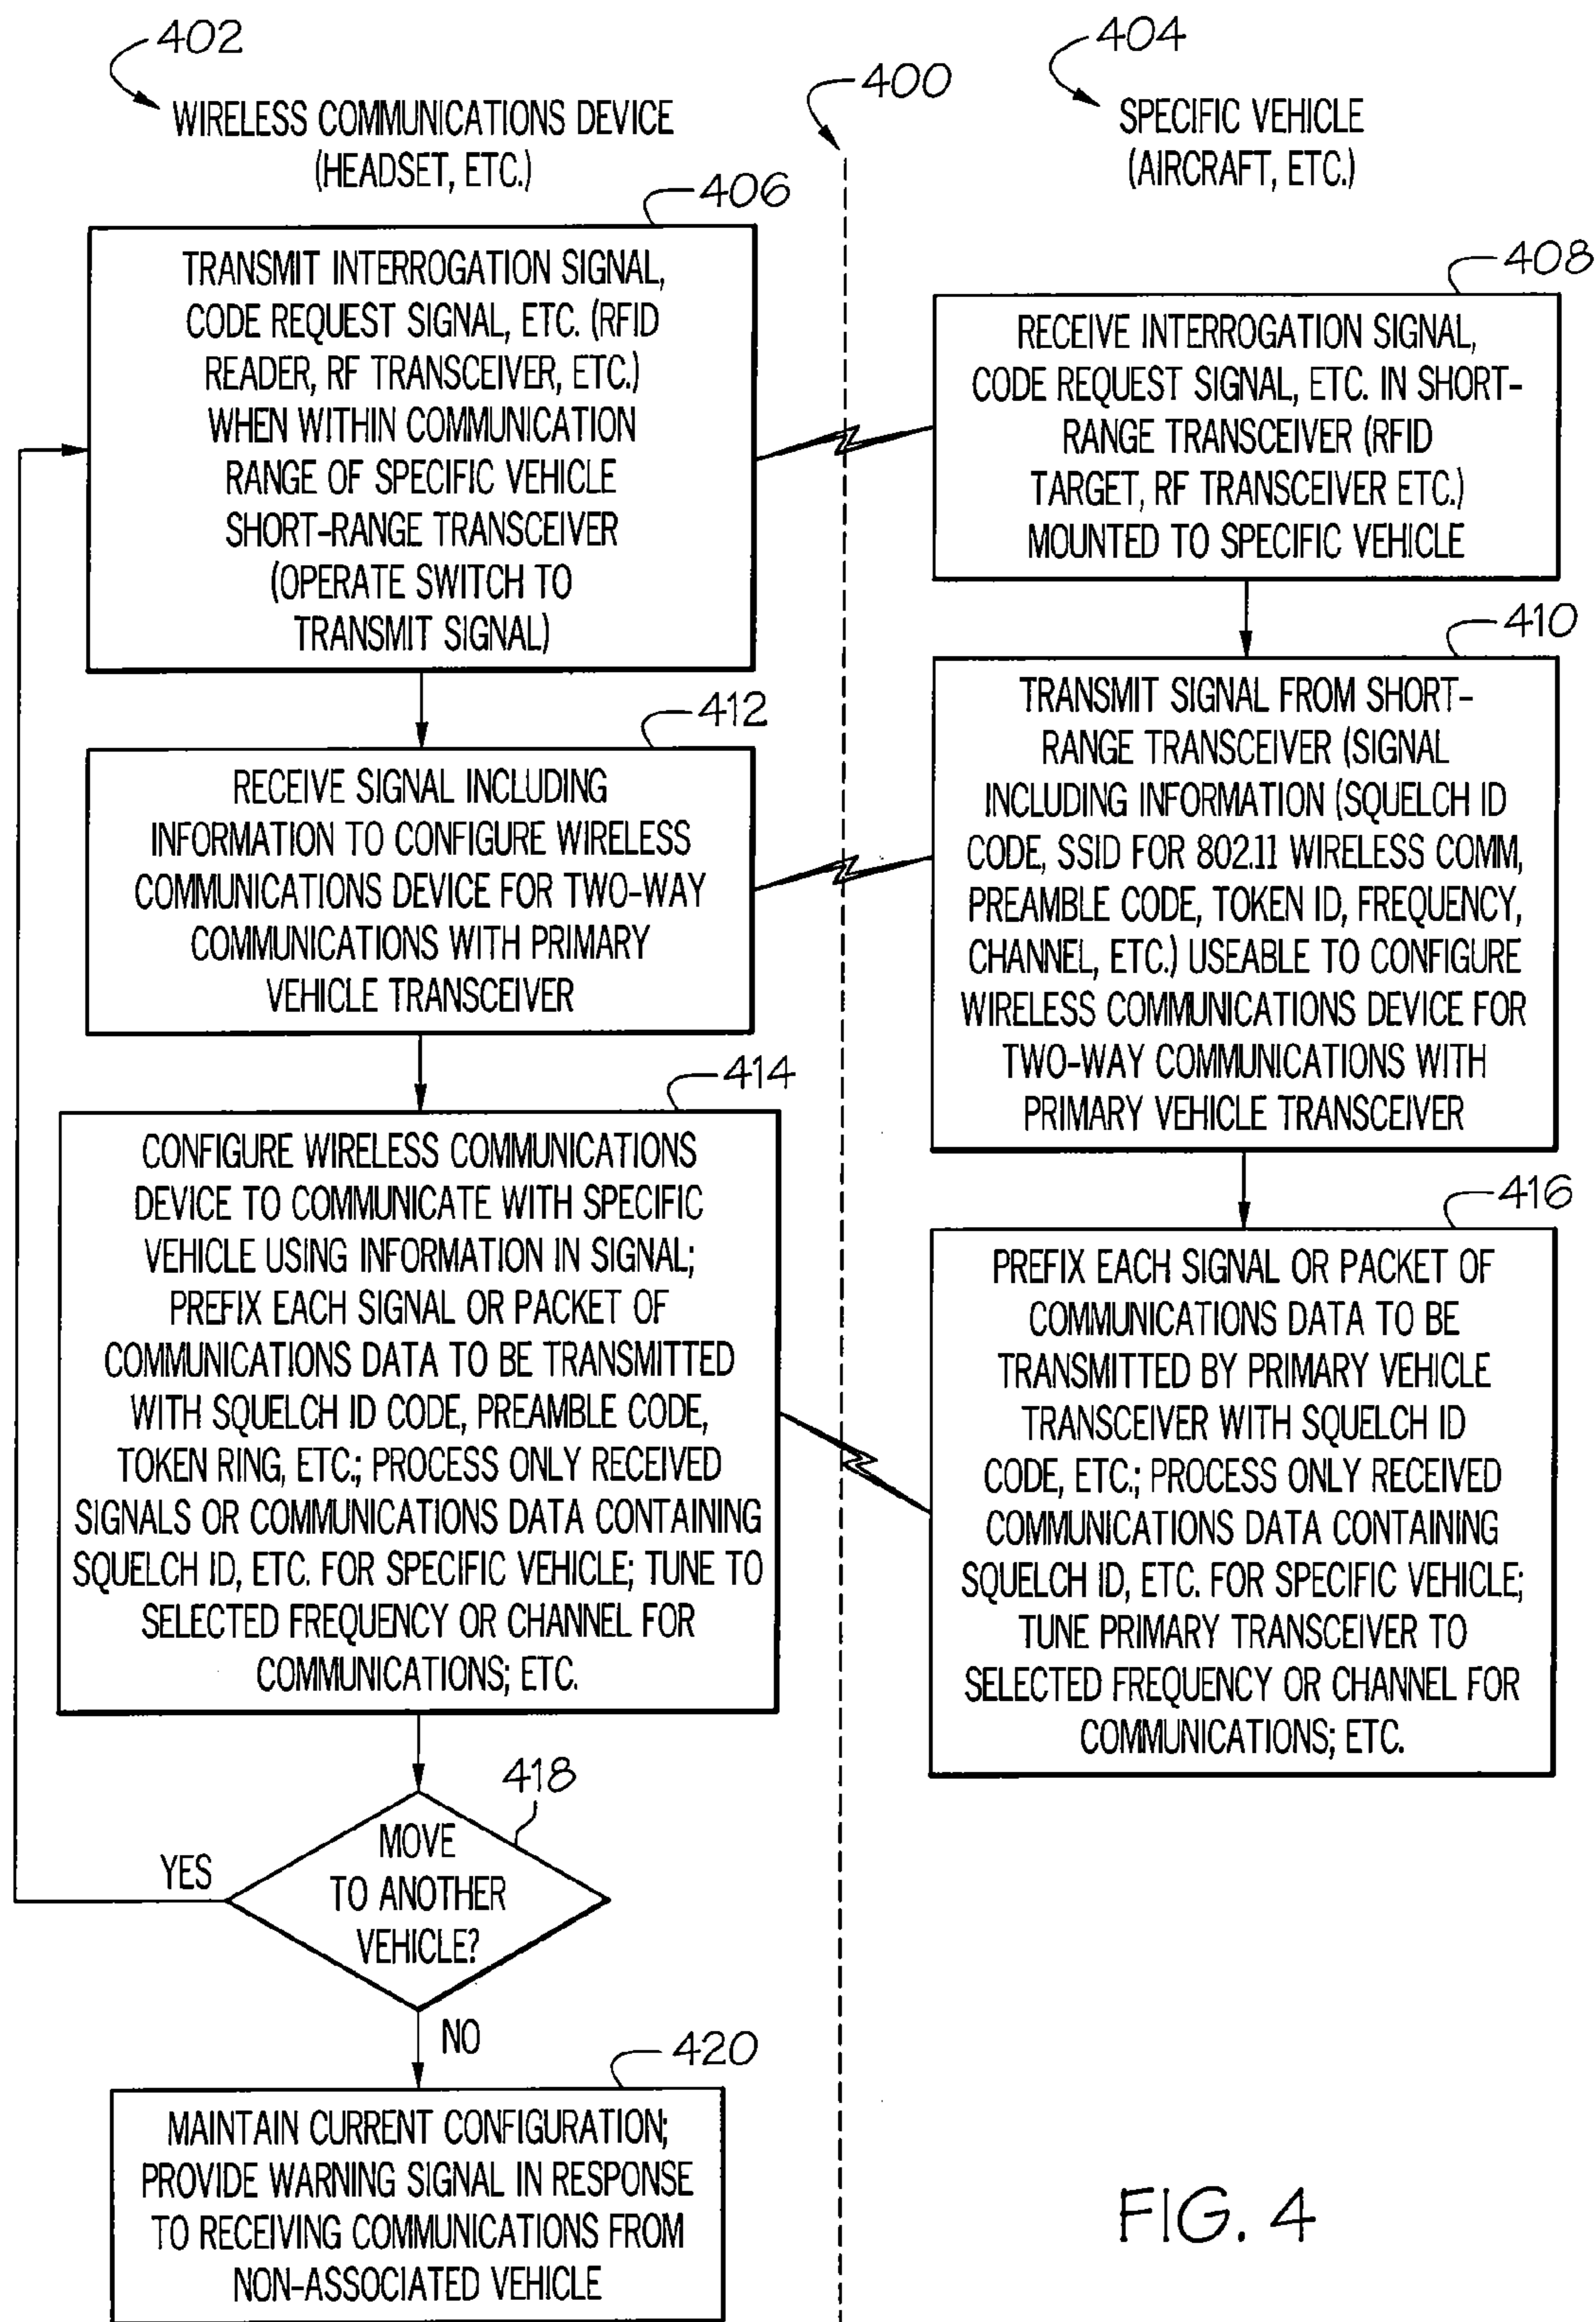 402
WIRELESS COMMUNICATIONS DEVICE
(HEADSET, ETC.)
400
404
SPECIFIC VEHICLE
(AIRCRAFT, ETC.)
406
TRANSMIT INTERROGATION SIGNAL,
CODE REQUEST SIGNAL, ETC. (RFID
READER, RF TRANSCEIVER, ETC.)
WHEN WITHIN COMMUNICATION
RANGE OF SPECIFIC VEHICLE
SHORT-RANGE TRANSCEIVER
(OPERATE SWITCH TO
TRANSMIT SIGNAL)
408
RECEIVE INTERROGATION SIGNAL,
CODE REQUEST SIGNAL, ETC. IN SHORT-
RANGE TRANSCEIVER (RFID
TARGET, RF TRANSCEIVER ETC.)
MOUNTED TO SPECIFIC VEHICLE
410
TRANSMIT SIGNAL FROM SHORT-
RANGE TRANSCEIVER (SIGNAL
INCLUDING INFORMATION (SQUELCH ID
CODE, SSID FOR 802.11 WIRELESS COMM,
PREAMBLE CODE, TOKEN ID, FREQUENCY,
CHANNEL, ETC.) USEABLE TO CONFIGURE
WIRELESS COMMUNICATIONS DEVICE FOR
TWO-WAY COMMUNICATIONS WITH
PRIMARY VEHICLE TRANSCEIVER
412
RECEIVE SIGNAL INCLUDING
INFORMATION TO CONFIGURE WIRELESS
COMMUNICATIONS DEVICE FOR TWO-WAY
COMMUNICATIONS WITH PRIMARY
VEHICLE TRANSCEIVER
414
CONFIGURE WIRELESS COMMUNICATIONS
DEVICE TO COMMUNICATE WITH SPECIFIC
VEHICLE USING INFORMATION IN SIGNAL;
PREFIX EACH SIGNAL OR PACKET OF
COMMUNICATIONS DATA TO BE TRANSMITTED
WITH SQUELCH ID CODE, PREAMBLE CODE,
TOKEN RING, ETC.; PROCESS ONLY RECEIVED
SIGNALS OR COMMUNICATIONS DATA CONTAINING
SQUELCH ID, ETC. FOR SPECIFIC VEHICLE; TUNE TO
SELECTED FREQUENCY OR CHANNEL FOR
COMMUNICATIONS; ETC.
416
PREFIX EACH SIGNAL OR PACKET OF
COMMUNICATIONS DATA TO BE
TRANSMITTED BY PRIMARY VEHICLE
TRANSCEIVER WITH SQUELCH ID
CODE, ETC.; PROCESS ONLY RECEIVED
COMMUNICATIONS DATA CONTAINING
SQUELCH ID, ETC. FOR SPECIFIC VEHICLE;
TUNE PRIMARY TRANSCEIVER TO
SELECTED FREQUENCY OR CHANNEL FOR
COMMUNICATIONS; ETC.
418
MOVE
TO ANOTHER
VEHICLE?
YES
NO
420
MAINTAIN CURRENT CONFIGURATION;
PROVIDE WARNING SIGNAL IN RESPONSE
TO RECEIVING COMMUNICATIONS FROM
NON-ASSOCIATED VEHICLE
FIG. 4